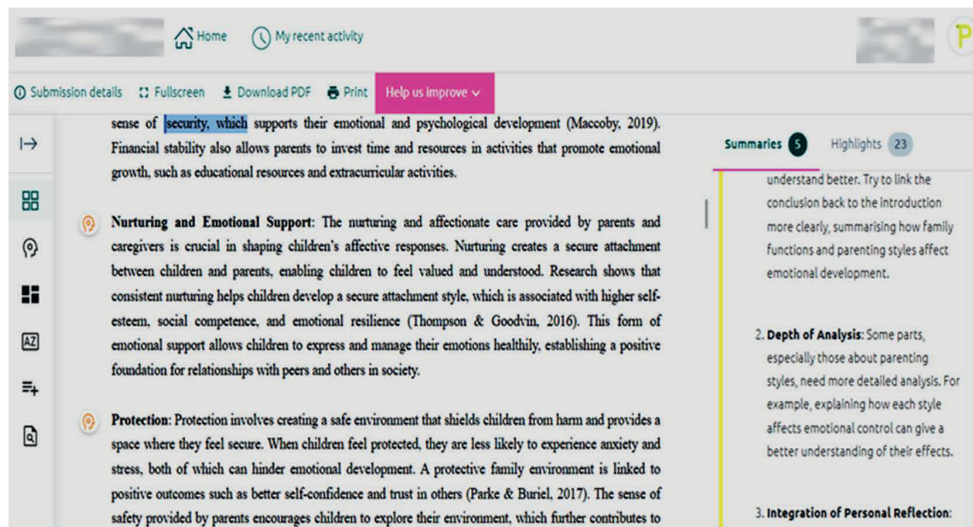 Home
My recent activity
P
Submission details
Fullscreen
Download PDF
Print
Help us improve
sense of security, which supports their emotional and psychological development (Maccoby, 2019).
Financial stability also allows parents to invest time and resources in activities that promote emotional
growth, such as educational resources and extracurricular activities.
Nurturing and Emotional Support: The nurturing and affectionate care provided by parents and
caregivers is crucial in shaping children's affective responses. Nurturing creates a secure attachment
between children and parents, enabling children to feel valued and understood. Research shows that
consistent nurturing helps children develop a secure attachment style, which is associated with higher self-
esteem, social competence, and emotional resilience (Thompson & Goodvin, 2016). This form of
emotional support allows children to express and manage their emotions healthily, establishing a positive
foundation for relationships with peers and others in society.
Protection: Protection involves creating a safe environment that shields children from harm and provides a
space where they feel secure. When children feel protected, they are less likely to experience anxiety and
stress, both of which can hinder emotional development. A protective family environment is linked to
positive outcomes such as better self-confidence and trust in others (Parke & Buriel, 2017). The sense of
safety provided by parents encourages children to explore their environment, which further contributes to
AZ
Summaries 5
Highlights 23
understand better. Try to link the
conclusion back to the introduction
more clearly, summarising how family
functions and parenting styles affect
emotional development.
2. Depth of Analysis: Some parts,
especially those about parenting
styles, need more detailed analysis. For
example, explaining how each style
affects emotional control can give a
better understanding of their effects.
3. Integration of Personal Reflection: